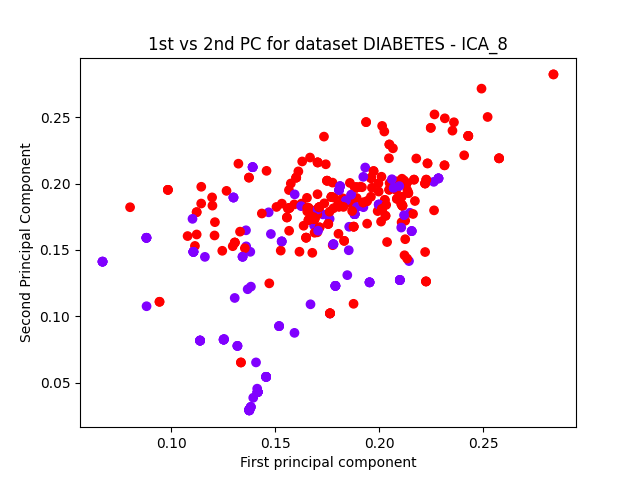 1st vs 2nd PC for dataset DIABETES - ICA_8
Second Principal Component
0.25
0.20
0.15
0.10
0.05
0.10 0.15 0.20 0.25
First principal component